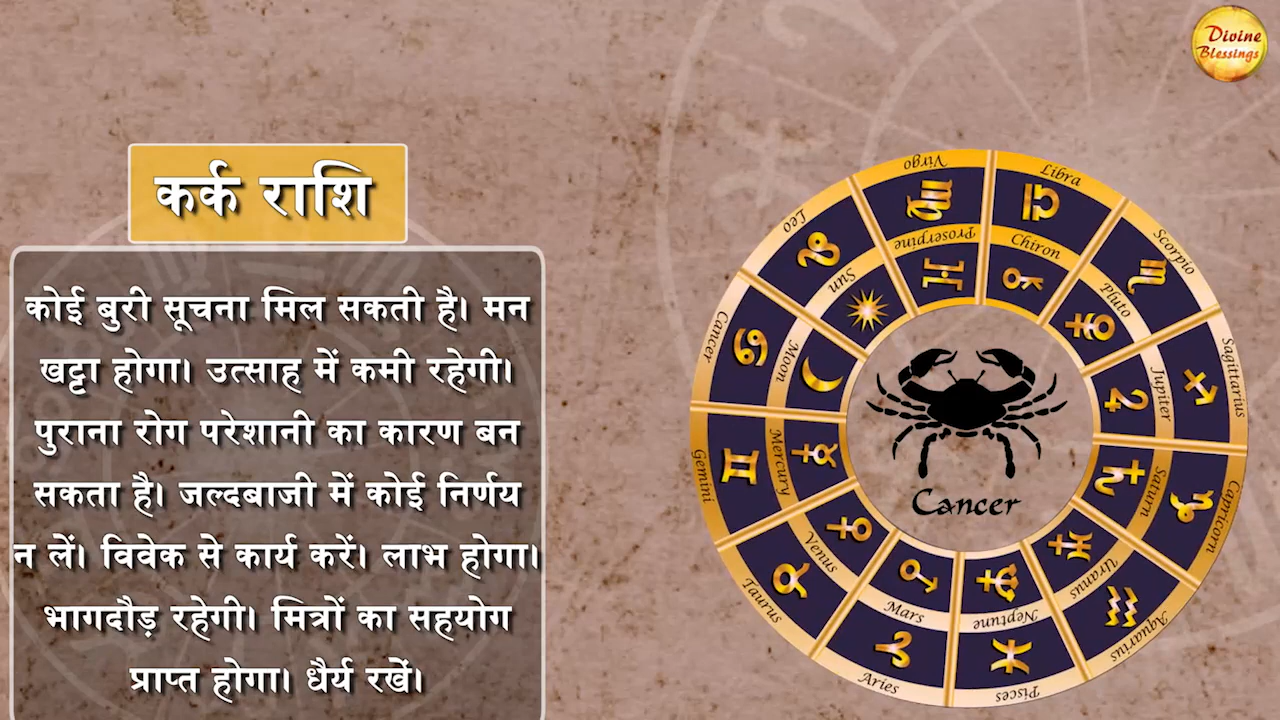 Divine
Blessings
कर्क राशि
कोई बुरी सूचना मिल सकती है। मन
खट्टा होगा। उत्साह में कमी रहेगी।
पुराना रोग परेशानी का कारण बन
सकता है। जल्दबाजी में कोई निर्णय
न लें। विवेक से कार्य करें। लाभ होगा।
भागदौड़ रहेगी। मित्रों का सहयोग
प्राप्त होगा। धैर्य रखें।
Virgo
Libra
Scorpio
Sagittarius
Capricorn
Aquarius
Pisces
Aries
Taurus
Gemini
Cancer
Leo
Proserpine
Chiron
Pluto
Jupiter
Saturn
Uranus
Neptune
Mars
Venus
Mercury
Moon
Sun
Cancer